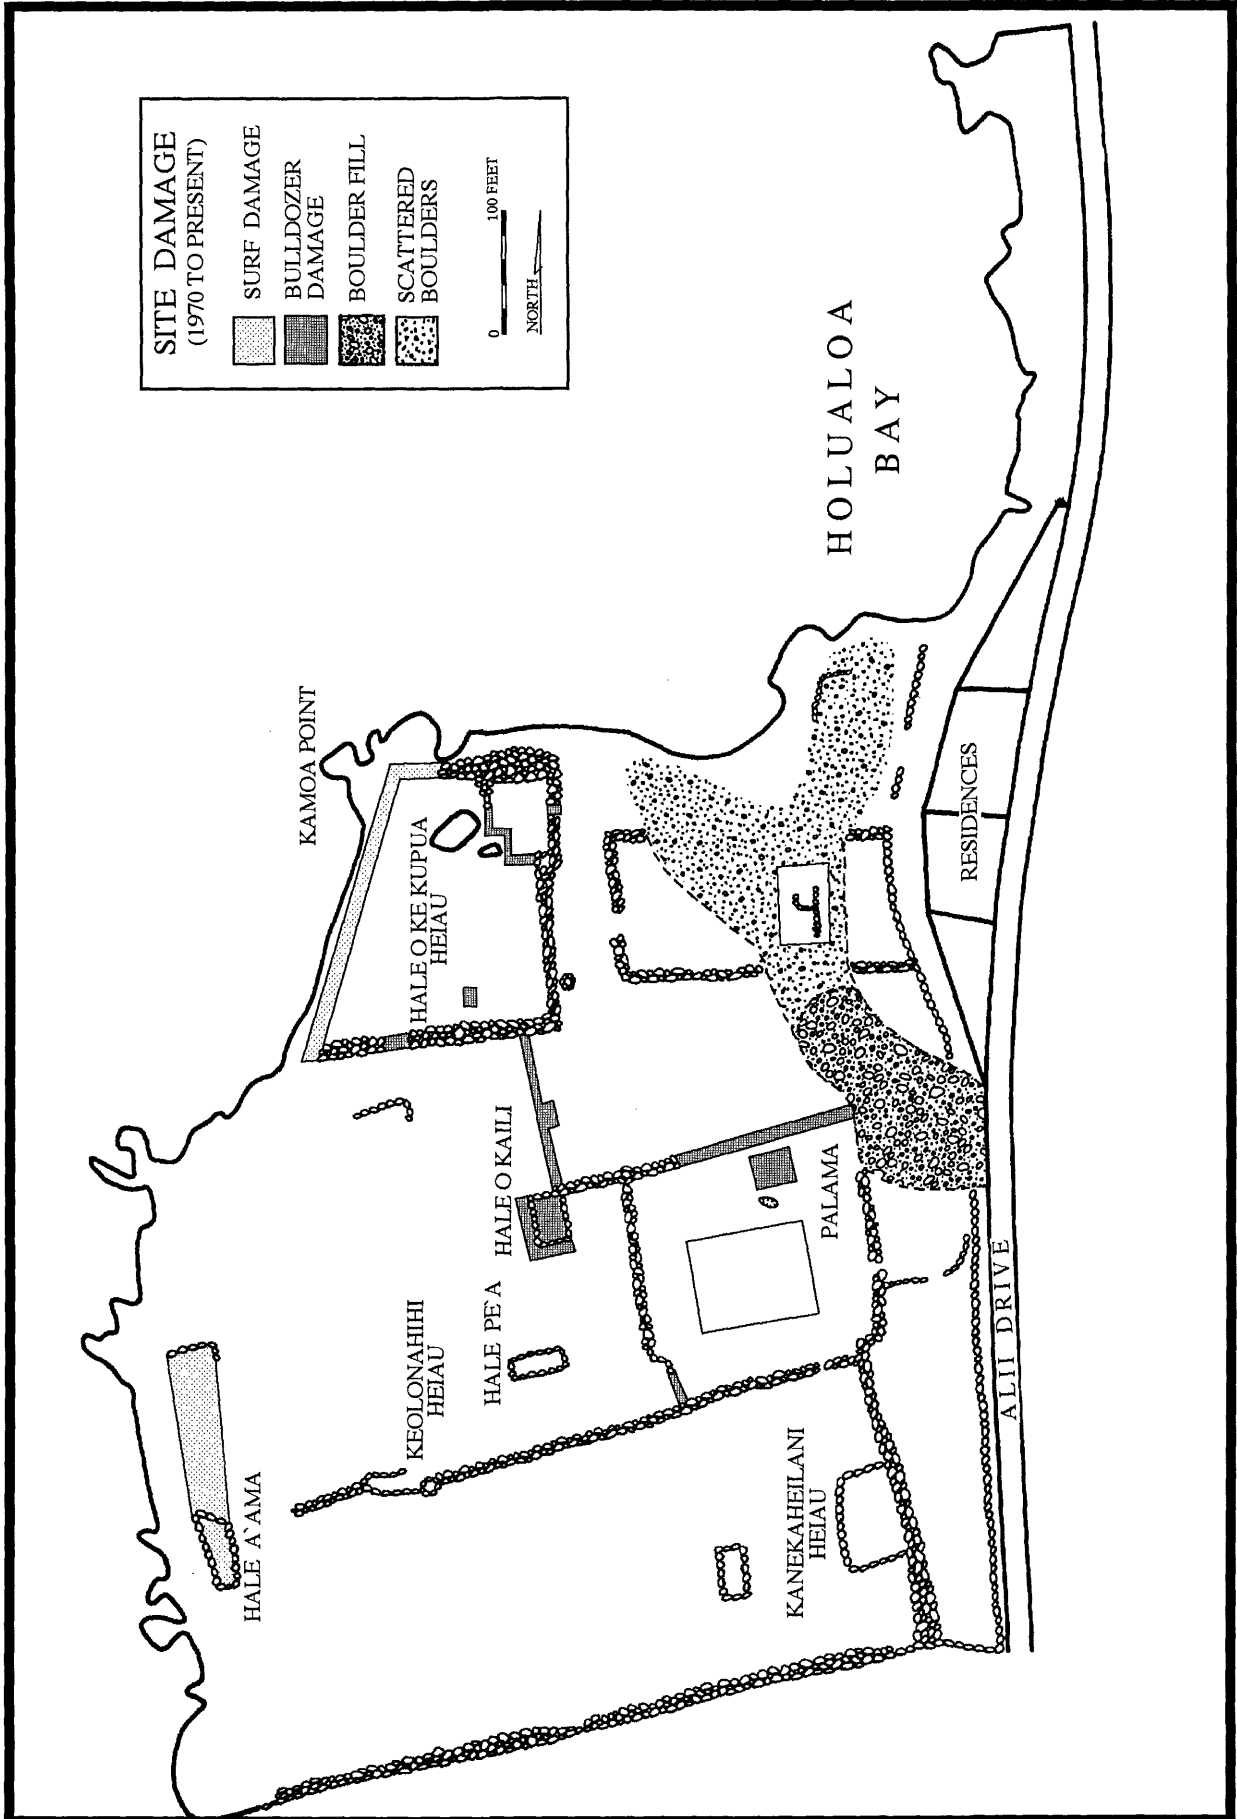 SITE DAMAGE
(1970 TO PRESENT)
SURF DAMAGE
BULLDOZER
DAMAGE
BOULDER FILL
SCATTERED
BOULDERS
0 100 FEET
NORTH
KAMOA POINT
HOLUALOA
BAY
HALE O KE KUPUA
HEIAU
RESIDENCES
HALE O KAILI
PALAMA
HALE PE`A
KEOLONAHIHI
HEIAU
HALE A`AMA
KANEKAHEILANI
HEIAU
ALII DRIVE